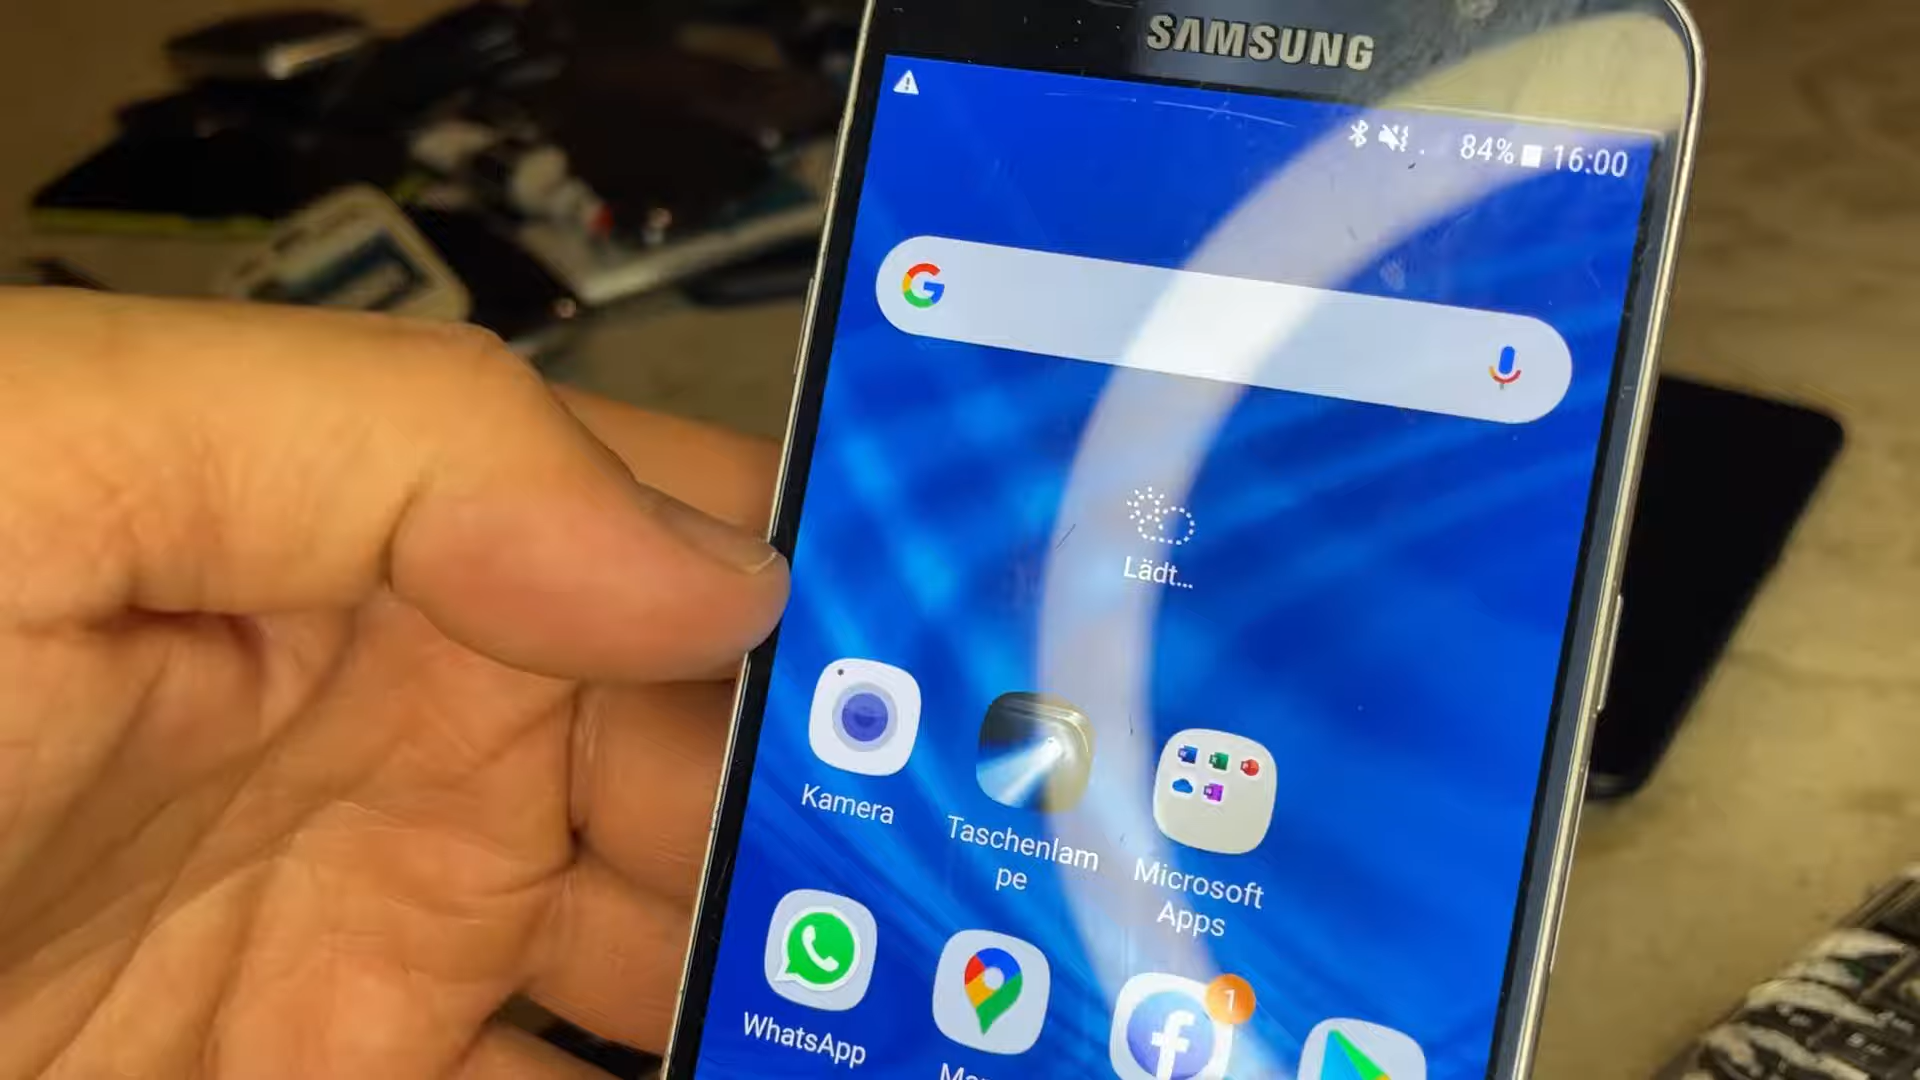 SAMSUNG
84% 16:00
Lädt...
Kamera
Taschenlam
pe
Microsoft
Apps
WhatsApp
1